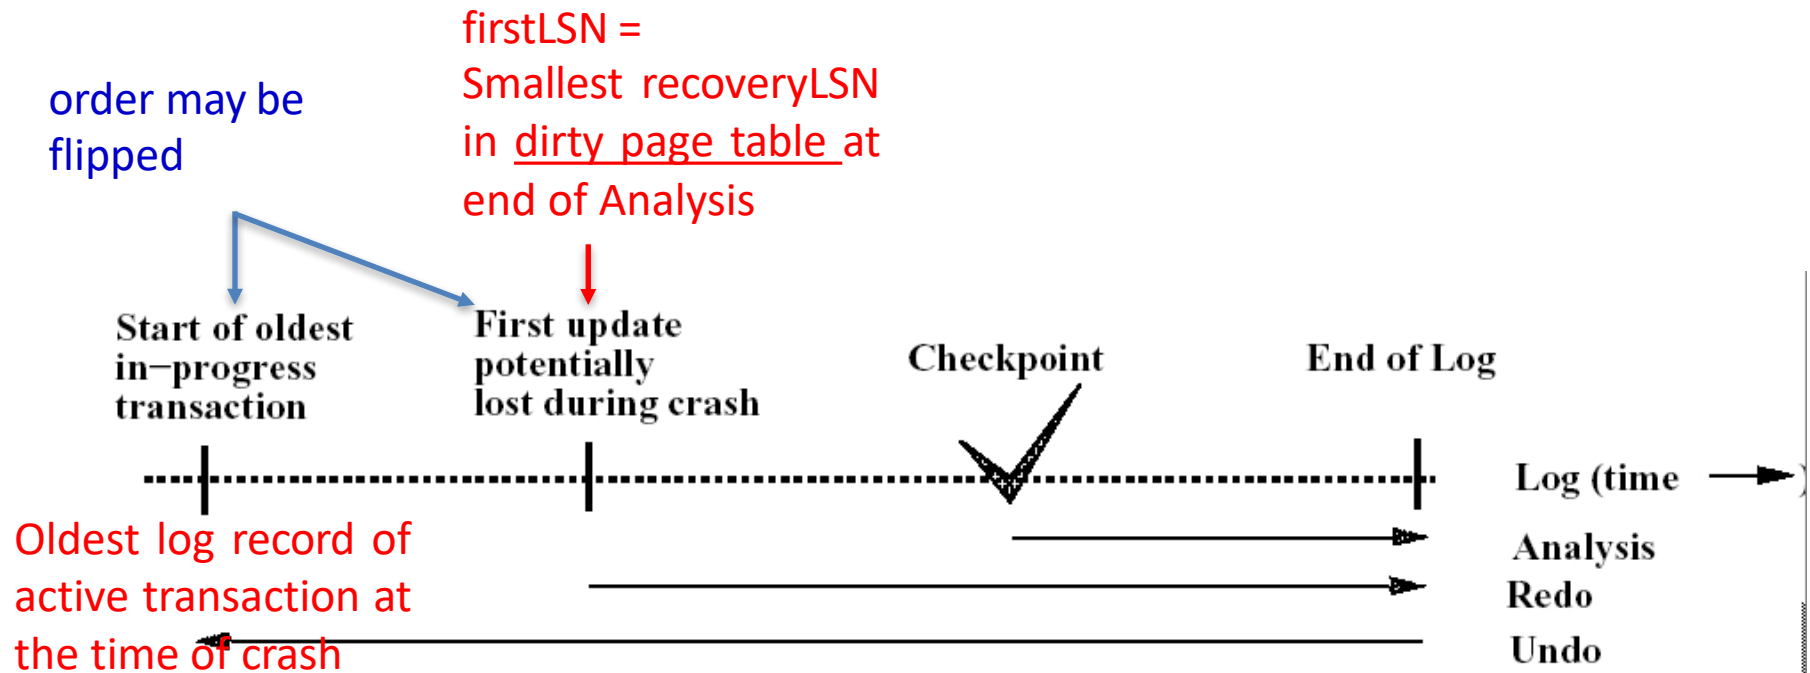 firstLSN =
Smallest recoveryLSN
in dirty page table at
end of Analysis
order may be
flipped
Start of oldest
in-progress
transaction
First update
potentially
lost during crash
Checkpoint
End of Log
Log (time )
Oldest log record of
active transaction at
the time of crash
Analysis
Redo
Undo